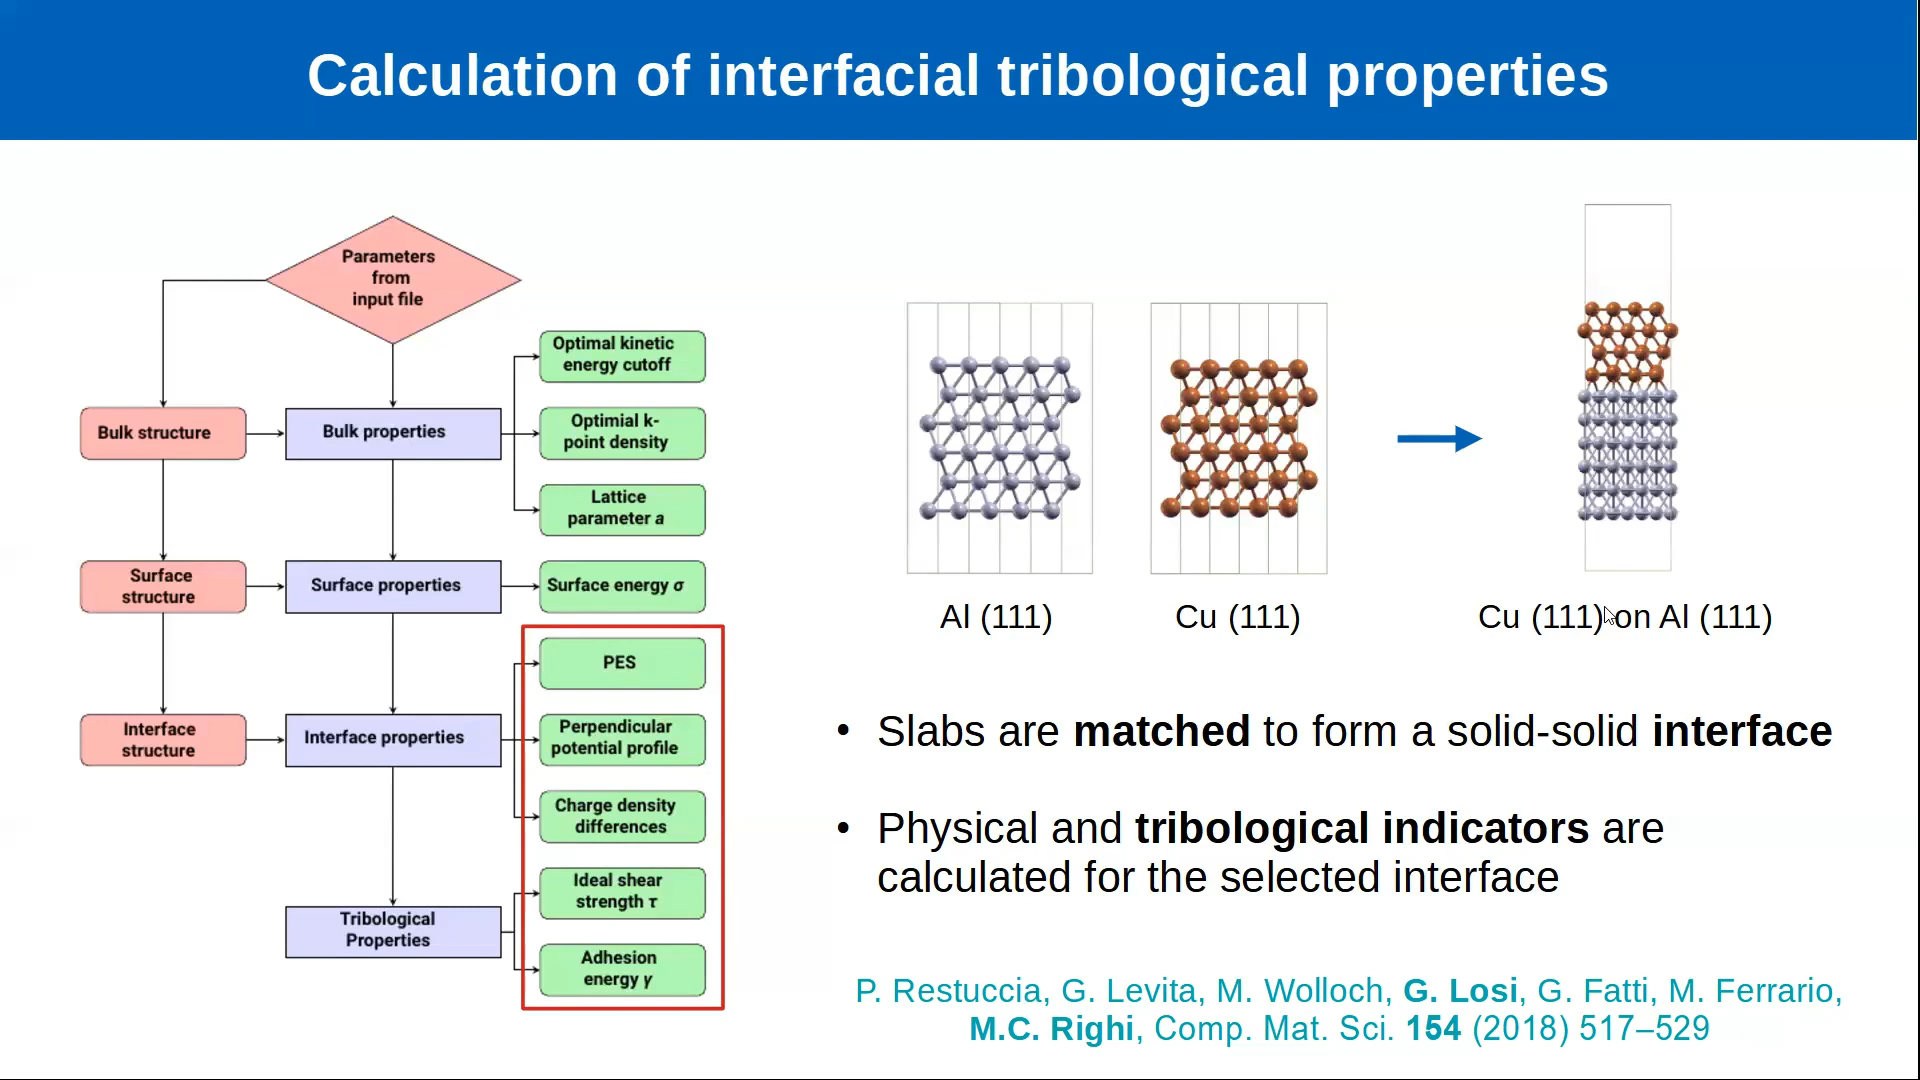 Calculation of interfacial tribological properties
Parameters
from
input file
Optimal kinetic
energy cutoff
Bulk structure
Bulk properties
Optimial k-
point density
Lattice
parameter a
Surface
structure
Surface properties
Surface energy σ
PES
Interface
structure
Interface properties
Perpendicular
potential profile
Charge density
differences
Ideal shear
strength τ
Tribological
Properties
Adhesion
energy γ
Al (111)
Cu (111)
Cu (111) on Al (111)
• Slabs are matched to form a solid-solid interface
• Physical and tribological indicators are
calculated for the selected interface
P. Restuccia, G. Levita, M. Wolloch, G. Losi, G. Fatti, M. Ferrario,
M.C. Righi, Comp. Mat. Sci. 154 (2018) 517–529